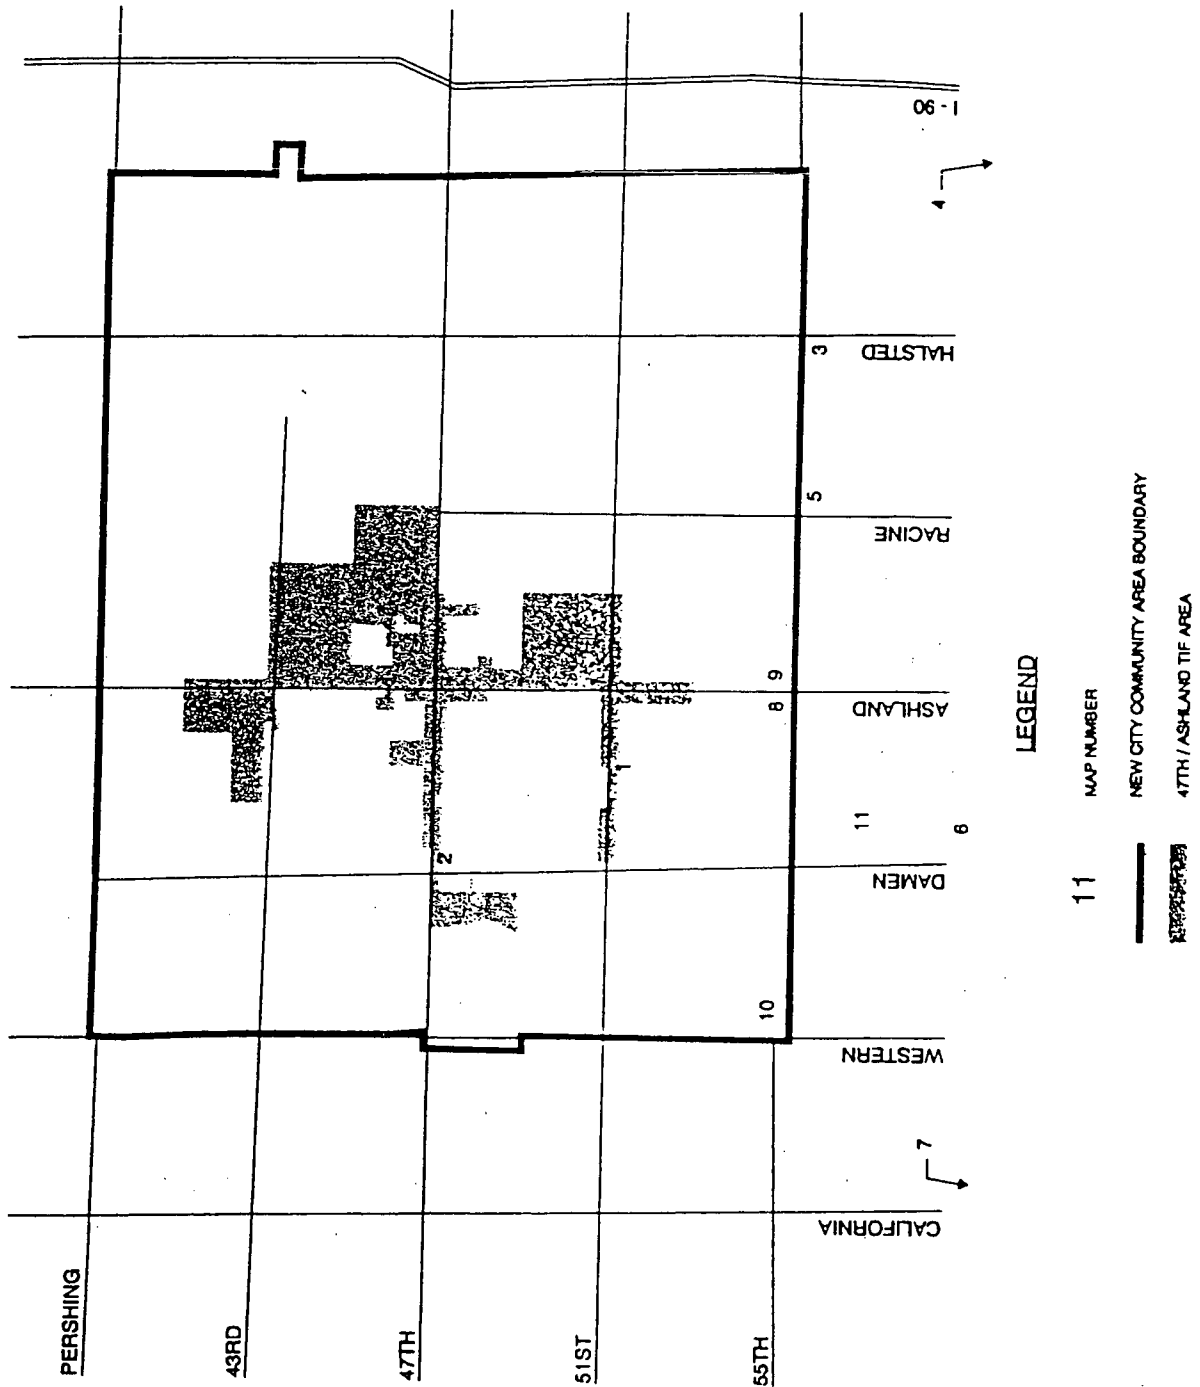 PERSHING
43RD
47TH
51ST
55TH
I - 90
4
3
HALSTED
5
RACINE
9
8
ASHLAND
1
11
6
2
DAMEN
10
WESTERN
7
CALIFORNIA
LEGEND
11 MAP NUMBER
NEW CITY COMMUNITY AREA BOUNDARY
47TH / ASHLAND TIF AREA